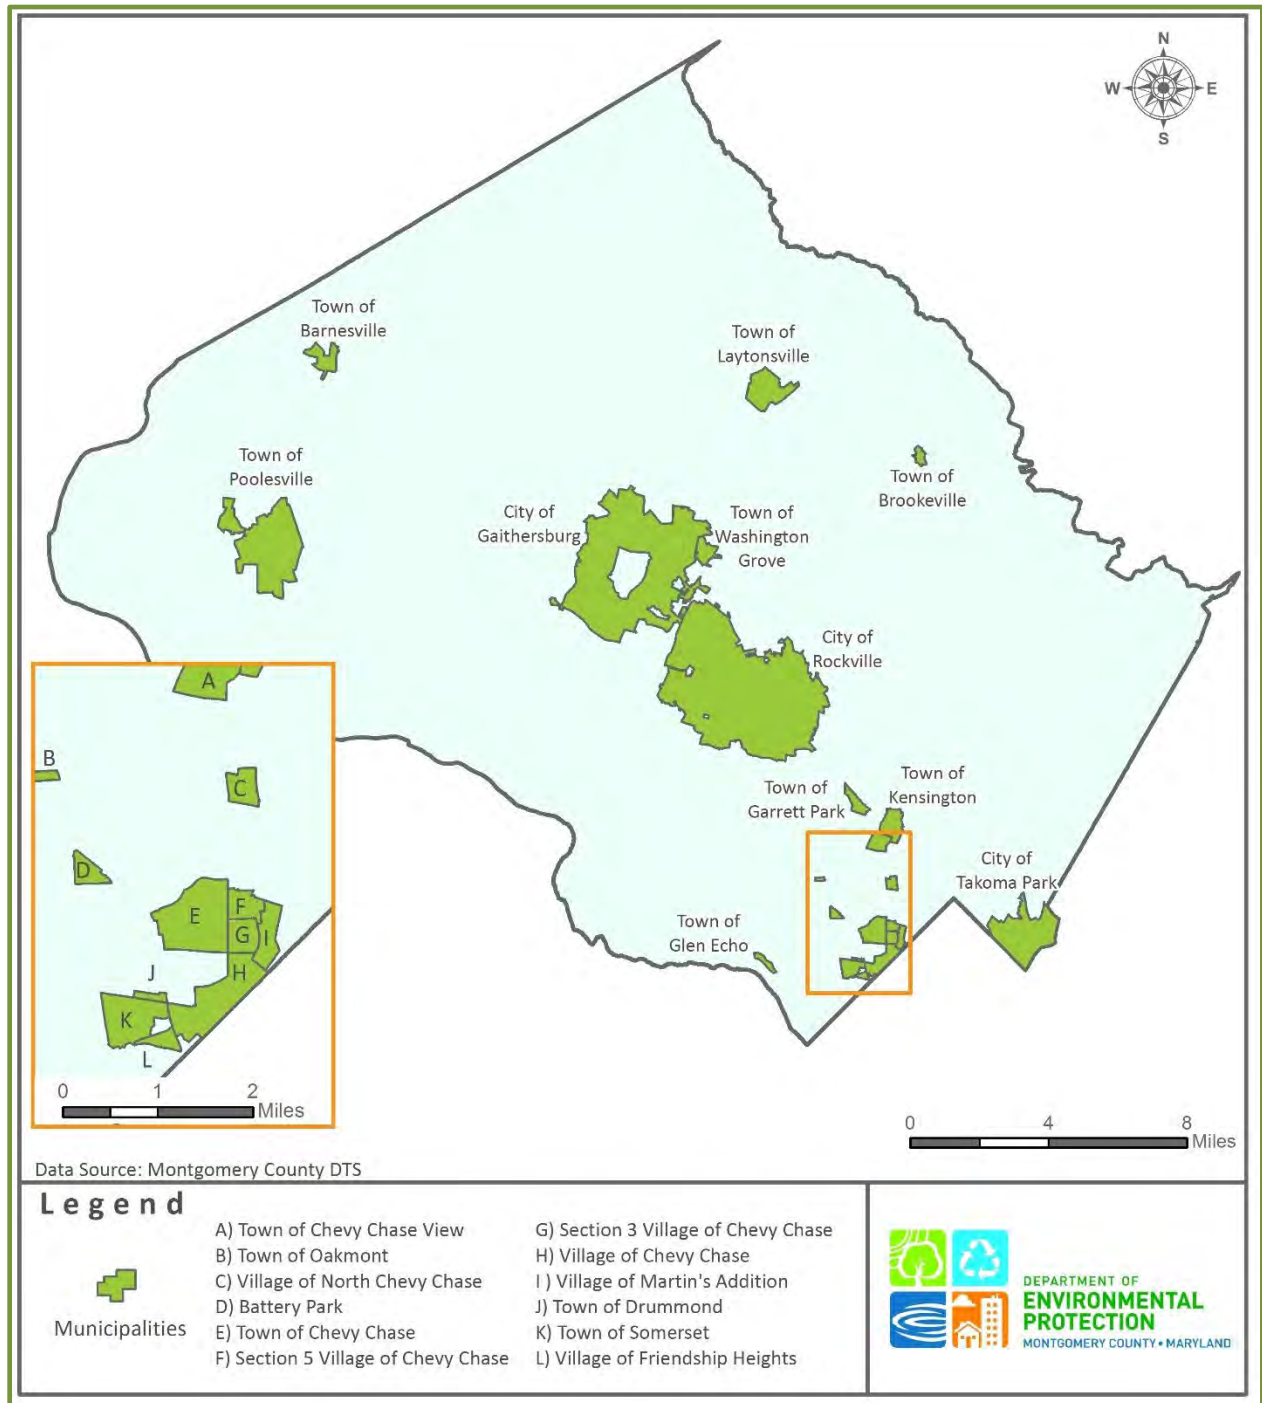 N
W E
S
Town of
Barnesville
Town of
Laytonsville
Town of
Poolesville
Town of
Brookeville
City of
Gaithersburg
Town of
Washington
Grove
City of
Rockville
Town of
Garrett Park
Town of
Kensington
City of
Takoma Park
Town of
Glen Echo
A
B
C
D
E
F
G
I
H
J
K
L
0 1 2
Miles
0 4 8
Miles
Data Source: Montgomery County DTS
Legend
Municipalities
A) Town of Chevy Chase View
B) Town of Oakmont
C) Village of North Chevy Chase
D) Battery Park
E) Town of Chevy Chase
F) Section 5 Village of Chevy Chase
G) Section 3 Village of Chevy Chase
H) Village of Chevy Chase
I ) Village of Martin's Addition
J) Town of Drummond
K) Town of Somerset
L) Village of Friendship Heights
DEPARTMENT OF
ENVIRONMENTAL
PROTECTION
MONTGOMERY COUNTY • MARYLAND